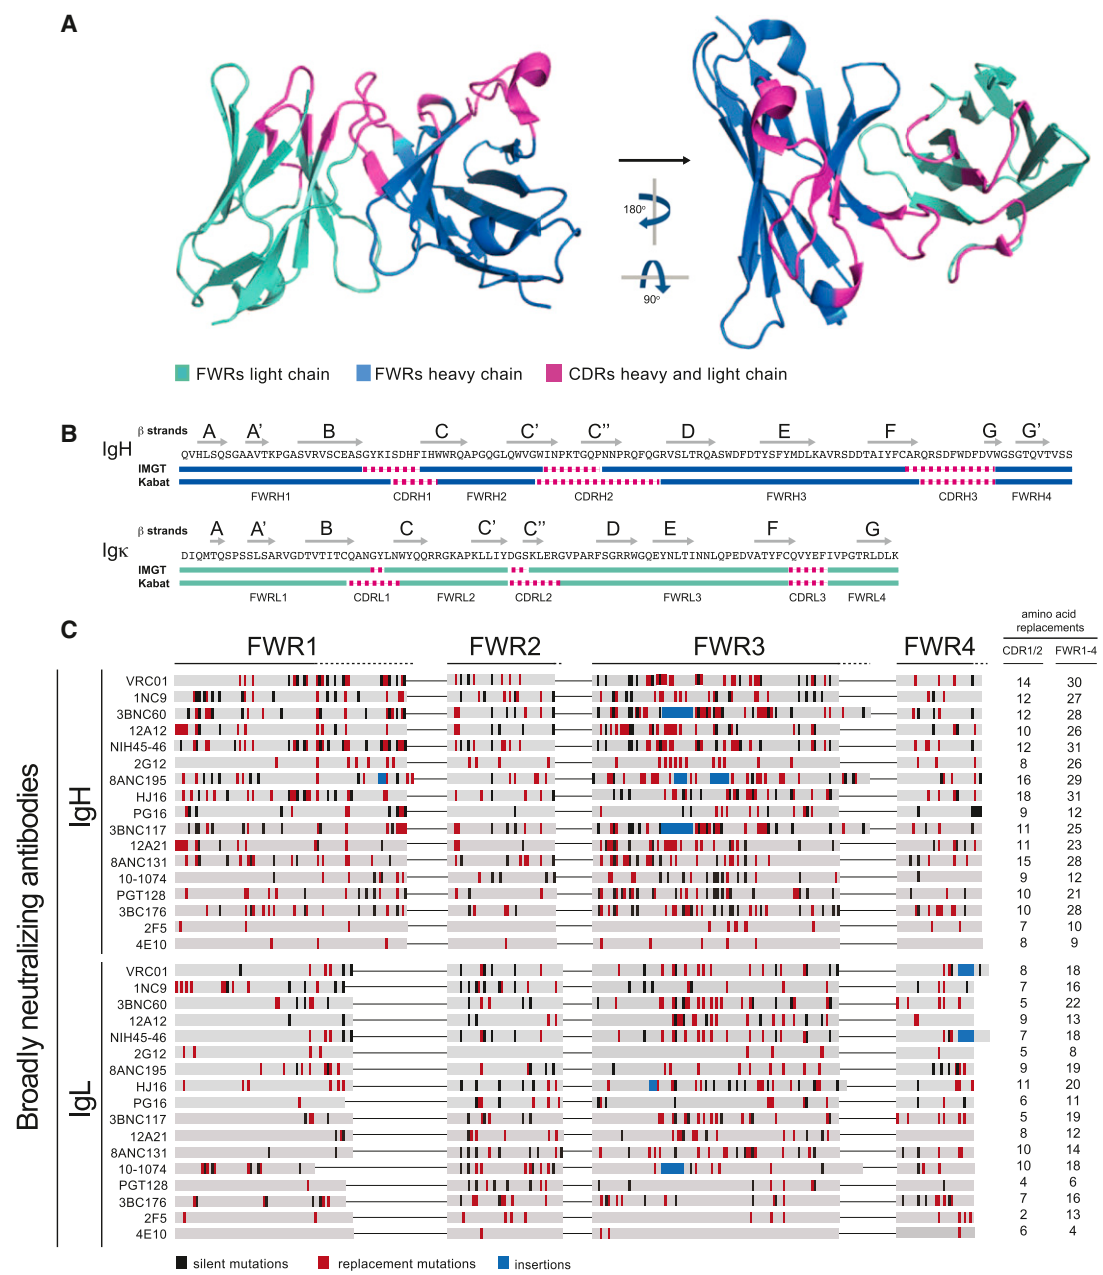 A
180°
90°
FWRs light chain
FWRs heavy chain
CDRs heavy and light chain
B
β strands
A A' B C C' C'' D E F G G'
IgH
QVHLSQSGAAVTKPGASVRVSCEASGYKISDHFIHWWRQAPGQGLQWVGWINPKTGQPNNPRQFQGRVSLTRQASWDFDTYSFYMDLKAVRSDDTAIYFCARQRSDFWDFDVWGSGTQVTVSS
IMGT
Kabat
FWRH1 CDRH1 FWRH2 CDRH2 FWRH3 CDRH3 FWRH4
β strands
A A' B C C' C'' D E F G
Igκ
DIQMTQSPSSLSARVGDTVTITCQANGYLNWYQQRRGKAPKLLIYDGSKLERGVPARFSGRRWGQEYNLTINNLQPEDVATYFCQVYEFIVPGTRLDLK
IMGT
Kabat
FWRL1 CDRL1 FWRL2 CDRL2 FWRL3 CDRL3 FWRL4
C
amino acid
replacements
FWR1 FWR2 FWR3 FWR4 CDR1/2 FWR1-4
Broadly neutralizing antibodies
IgH
VRC01 14 30
1NC9 12 27
3BNC60 12 28
12A12 10 26
NIH45-46 12 31
2G12 8 26
8ANC195 16 29
HJ16 18 31
PG16 9 12
3BNC117 11 25
12A21 11 23
8ANC131 15 28
10-1074 9 12
PGT128 10 21
3BC176 10 28
2F5 7 10
4E10 8 9
IgL
VRC01 8 18
1NC9 7 16
3BNC60 5 22
12A12 9 13
NIH45-46 7 18
2G12 5 8
8ANC195 9 19
HJ16 11 20
PG16 6 11
3BNC117 5 19
12A21 8 12
8ANC131 10 14
10-1074 10 18
PGT128 4 6
3BC176 7 16
2F5 2 13
4E10 6 4
silent mutations
replacement mutations
insertions